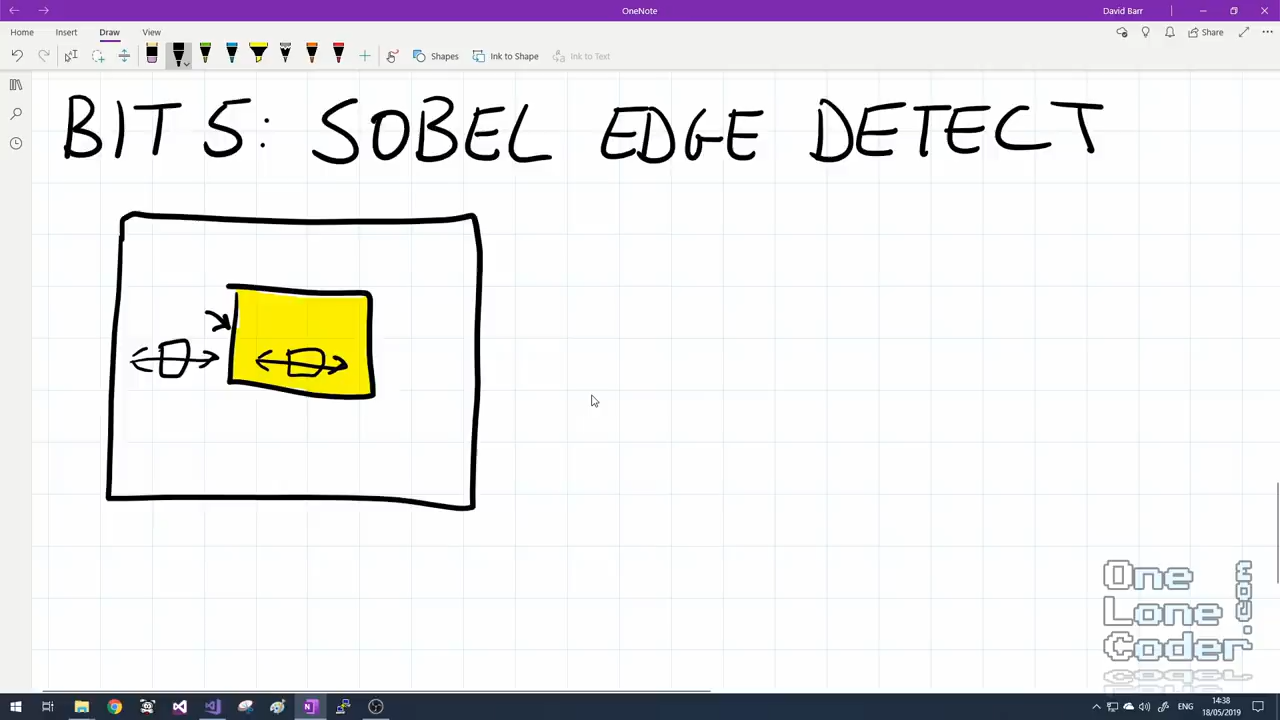 OneNote
David Barr
Home Insert Draw View
Share
Shapes Ink to Shape Ink to Text
BIT 5: SOBEL EDGE DETECT
One
Lone
Coder.com
ENG
14:38
18/05/2019